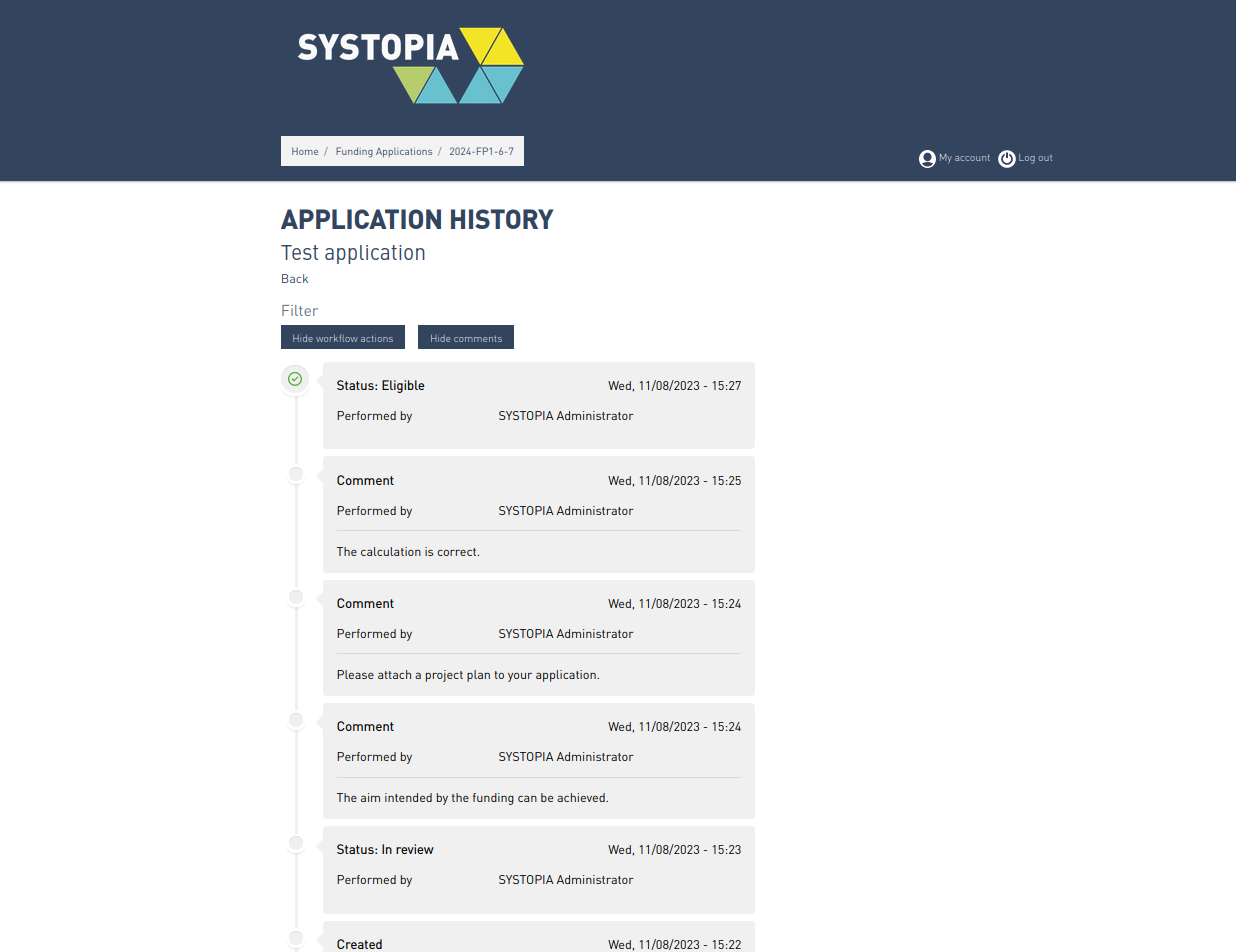 SYSTOPIA
Home / Funding Applications / 2024-FP1-6-7
My account Log out
APPLICATION HISTORY
Test application
Back
Filter
Hide workflow actions Hide comments
Status: Eligible Wed, 11/08/2023 - 15:27
Performed by SYSTOPIA Administrator
Comment Wed, 11/08/2023 - 15:25
Performed by SYSTOPIA Administrator
The calculation is correct.
Comment Wed, 11/08/2023 - 15:24
Performed by SYSTOPIA Administrator
Please attach a project plan to your application.
Comment Wed, 11/08/2023 - 15:24
Performed by SYSTOPIA Administrator
The aim intended by the funding can be achieved.
Status: In review Wed, 11/08/2023 - 15:23
Performed by SYSTOPIA Administrator
Created Wed, 11/08/2023 - 15:22